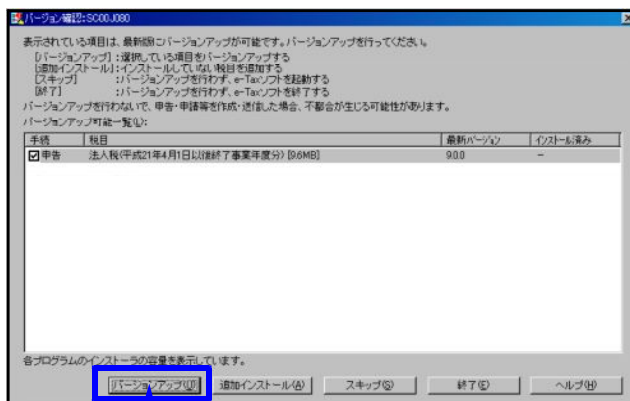 バージョン確認:SC00J080
表示されている項目は、最新版にバージョンアップが可能です。バージョンアップを行ってください。
[バージョンアップ]:選択している項目をバージョンアップする
[追加インストール]:インストールしていない税目を追加する
[スキップ] :バージョンアップを行わず、e-Taxソフトを起動する
[終了] :バージョンアップを行わず、e-Taxソフトを終了する
バージョンアップを行わないで、申告・申請等を作成・送信した場合、不都合が生じる可能性があります。
バージョンアップ可能一覧(L):
手続 税目 最新バージョン インストール済み
申告 法人税(平成21年4月1日以後終了事業年度分) [9.6MB] 9.0.0 －
各プログラムのインストーラの容量を表示しています。
バージョンアップ(U) 追加インストール(A) スキップ(S) 終了(E) ヘルプ(H)